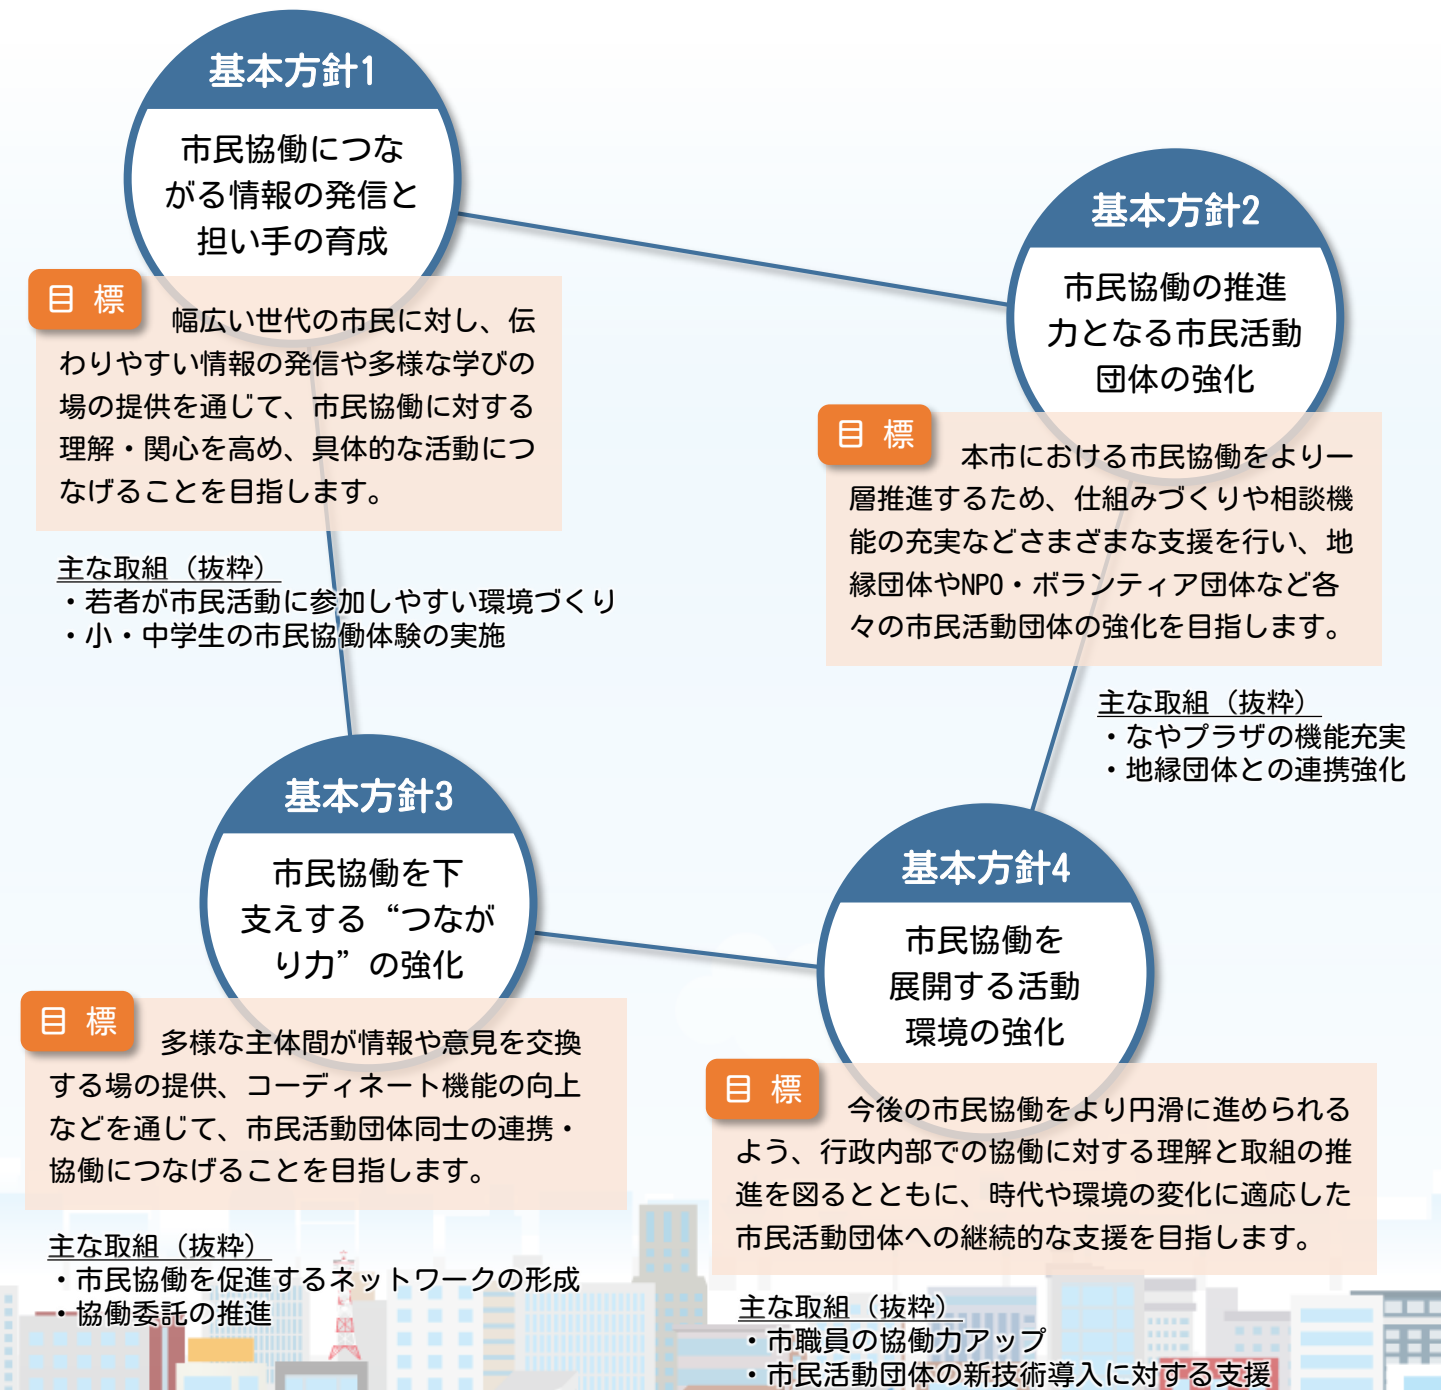 基本方針1
市民協働につな
がる情報の発信と
担い手の育成
目 標
幅広い世代の市民に対し、伝
わりやすい情報の発信や多様な学びの
場の提供を通じて、市民協働に対する
理解・関心を高め、具体的な活動につ
なげることを目指します。
主な取組（抜粋）
・若者が市民活動に参加しやすい環境づくり
・小・中学生の市民協働体験の実施
基本方針2
市民協働の推進
力となる市民活動
団体の強化
目 標
本市における市民協働をより一
層推進するため、仕組みづくりや相談機
能の充実などさまざまな支援を行い、地
縁団体やNPO・ボランティア団体など各
々の市民活動団体の強化を目指します。
主な取組（抜粋）
・なやプラザの機能充実
・地縁団体との連携強化
基本方針3
市民協働を下
支えする“つながり
り力”の強化
目 標
多様な主体間が情報や意見を交換
する場の提供、コーディネート機能の向上
などを通じて、市民活動団体同士の連携・
協働につなげることを目指します。
主な取組（抜粋）
・市民協働を促進するネットワークの形成
・協働委託の推進
基本方針4
市民協働を
展開する活動
環境の強化
目 標
今後の市民協働をより円滑に進められる
よう、行政内部での協働に対する理解と取組の推
進を図るとともに、時代や環境の変化に適応した
市民活動団体への継続的な支援を目指します。
主な取組（抜粋）
・市職員の協働力アップ
・市民活動団体の新技術導入に対する支援